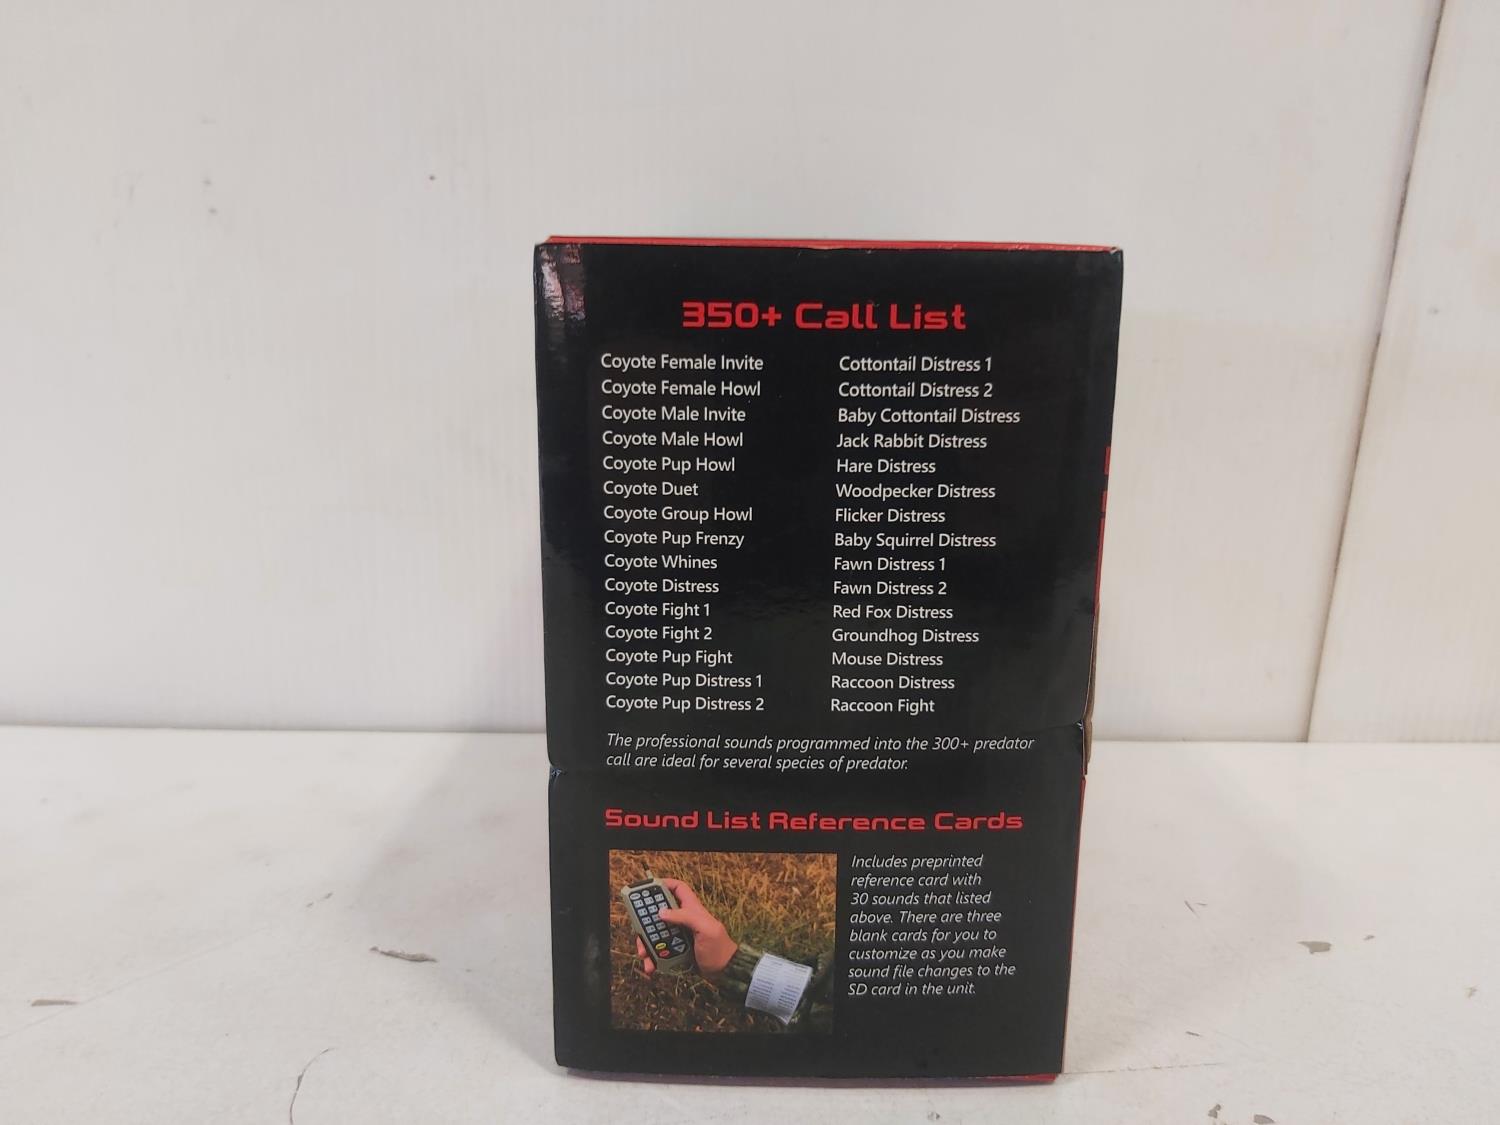 350+ Call List
Coyote Female Invite
Coyote Female Howl
Coyote Male Invite
Coyote Male Howl
Coyote Pup Howl
Coyote Duet
Coyote Group Howl
Coyote Pup Frenzy
Coyote Whines
Coyote Distress
Coyote Fight 1
Coyote Fight 2
Coyote Pup Fight
Coyote Pup Distress 1
Coyote Pup Distress 2
Cottontail Distress 1
Cottontail Distress 2
Baby Cottontail Distress
Jack Rabbit Distress
Hare Distress
Woodpecker Distress
Flicker Distress
Baby Squirrel Distress
Fawn Distress 1
Fawn Distress 2
Red Fox Distress
Groundhog Distress
Mouse Distress
Raccoon Distress
Raccoon Fight
The professional sounds programmed into the 300+ predator
call are ideal for several species of predator.
Sound List Reference Cards
Includes preprinted
reference card with
30 sounds that listed
above. There are three
blank cards for you to
customize as you make
sound file changes to the
SD card in the unit.